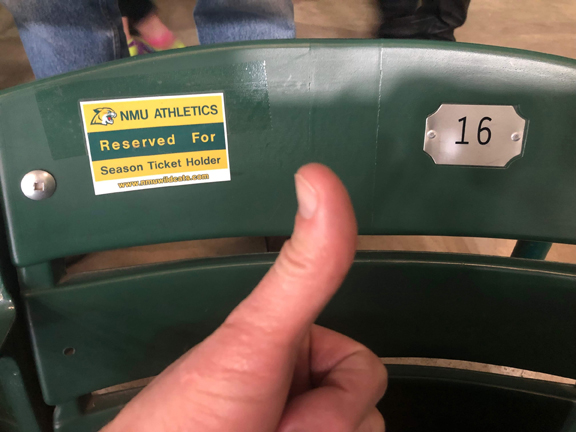 NMU ATHLETICS
Reserved For
Season Ticket Holder
www.nmuwildcats.com
16